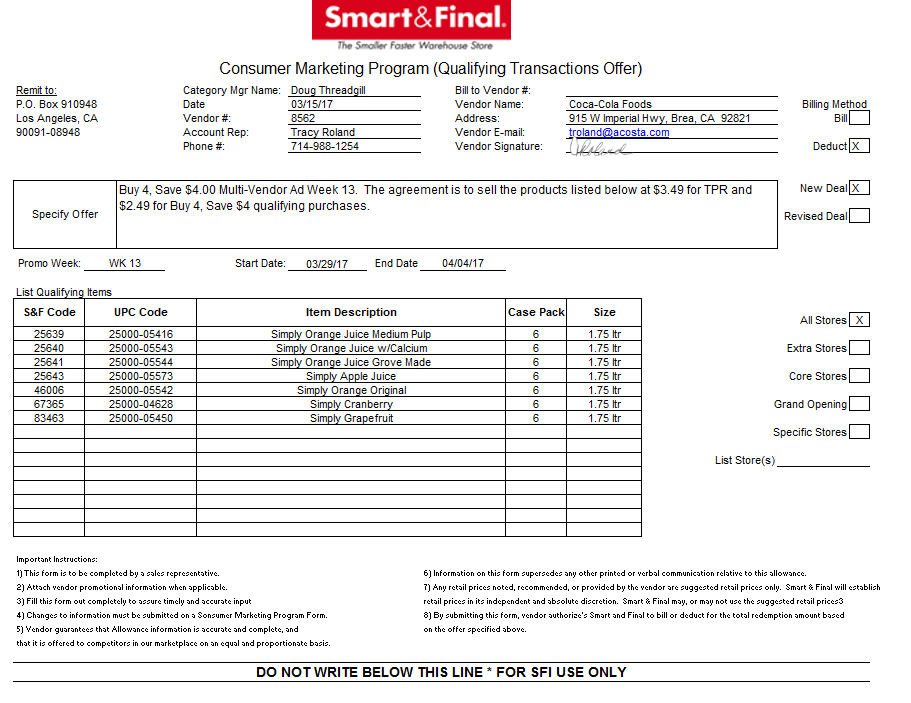 Smart&Final.
The Smaller Faster Warehouse Store
Consumer Marketing Program (Qualifying Transactions Offer)
Remit to:
P.O. Box 910948
Los Angeles, CA
90091-08948
Category Mgr Name: Doug Threadgill
Date 03/15/17
Vendor #: 8562
Account Rep: Tracy Roland
Phone #: 714-988-1254
Bill to Vendor #:
Vendor Name: Coca-Cola Foods
Address: 915 W Imperial Hwy, Brea, CA 92821
Vendor E-mail: troland@acosta.com
Vendor Signature:
Billing Method
Bill
Deduct X
New Deal X
Revised Deal
Specify Offer
Buy 4, Save $4.00 Multi-Vendor Ad Week 13. The agreement is to sell the products listed below at $3.49 for TPR and
$2.49 for Buy 4, Save $4 qualifying purchases.
Promo Week: WK 13 Start Date: 03/29/17 End Date 04/04/17
List Qualifying Items
S&F Code UPC Code Item Description Case Pack Size
25639 25000-05416 Simply Orange Juice Medium Pulp 6 1.75 ltr
25640 25000-05543 Simply Orange Juice w/Calcium 6 1.75 ltr
25641 25000-05544 Simply Orange Juice Grove Made 6 1.75 ltr
25643 25000-05573 Simply Apple Juice 6 1.75 ltr
46006 25000-05542 Simply Orange Original 6 1.75 ltr
67365 25000-04628 Simply Cranberry 6 1.75 ltr
83463 25000-05450 Simply Grapefruit 6 1.75 ltr
All Stores X
Extra Stores
Core Stores
Grand Opening
Specific Stores
List Store(s)
Important Instructions:
1) This form is to be completed by a sales representative.
2) Attach vendor promotional information when applicable.
3) Fill this form out completely to assure timely and accurate input
4) Changes to information must be submitted on a Sonsumer Marketing Program Form.
5) Vendor guarantees that Allowance information is accurate and complete, and
that it is offered to competitors in our marketplace on an equal and proportionate basis.
6) Information on this form supersedes any other printed or verbal communication relative to this allowance.
7) Any retail prices noted, recommended, or provided by the vendor are suggested retail prices only. Smart & Final will establish
retail prices in its independent and absolute discretion. Smart & Final may, or may not use the suggested retail prices3
8) By submitting this form, vendor authorize's Smart and Final to bill or deduct for the total redemption amount based
on the offer specified above.
DO NOT WRITE BELOW THIS LINE * FOR SFI USE ONLY